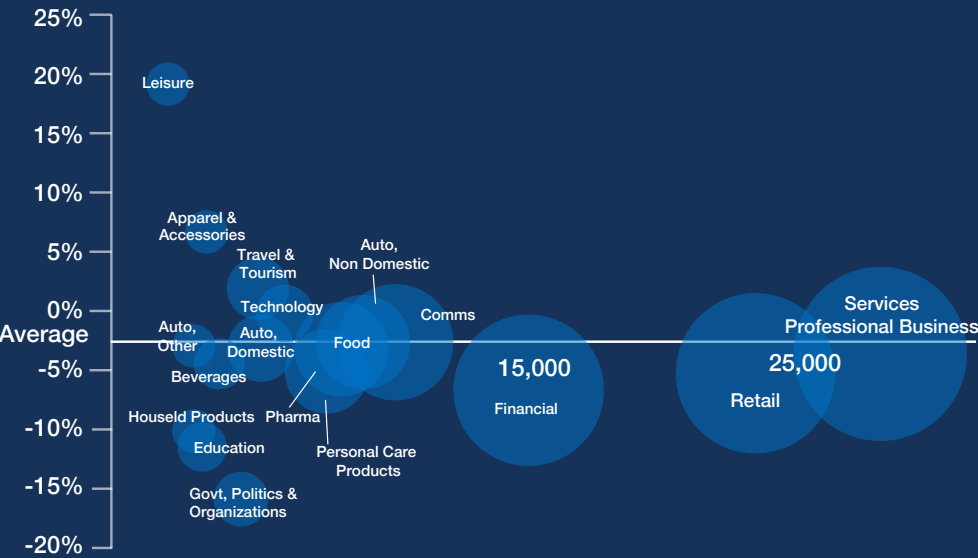 25%
20%
15%
10%
5%
0%
Average
-5%
-10%
-15%
-20%
Leisure
Apparel &
Accessories
Travel &
Tourism
Auto,
Non Domestic
Technology
Comms
Auto,
Other
Auto,
Domestic
Food
Beverages
Houseld Products
Pharma
Education
Personal Care
Products
Govt, Politics &
Organizations
15,000
Financial
Services
Professional Business
25,000
Retail